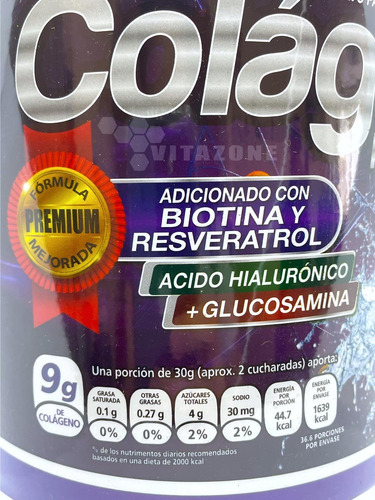 Colág
VITAZONE
FÓRMULA
PREMIUM
MEJORADA
ADICIONADO CON
BIOTINA Y
RESVERATROL
ACIDO HIALURÓNICO
+ GLUCOSAMINA
Una porción de 30g (aprox. 2 cucharadas) aporta:
9g
DE
COLÁGENO
GRASA
SATURADA
0.1 g
0%
OTRAS
GRASAS
0.27 g
0%
AZÚCARES
TOTALES
4 g
2%
SODIO
30 mg
2%
ENERGÍA
POR
PORCIÓN
44.7
kcal
ENERGÍA
POR
ENVASE
1639
kcal
36.6 PORCIONES
POR ENVASE
% de los nutrimentos diarios recomendados
basados en una dieta de 2000 kcal